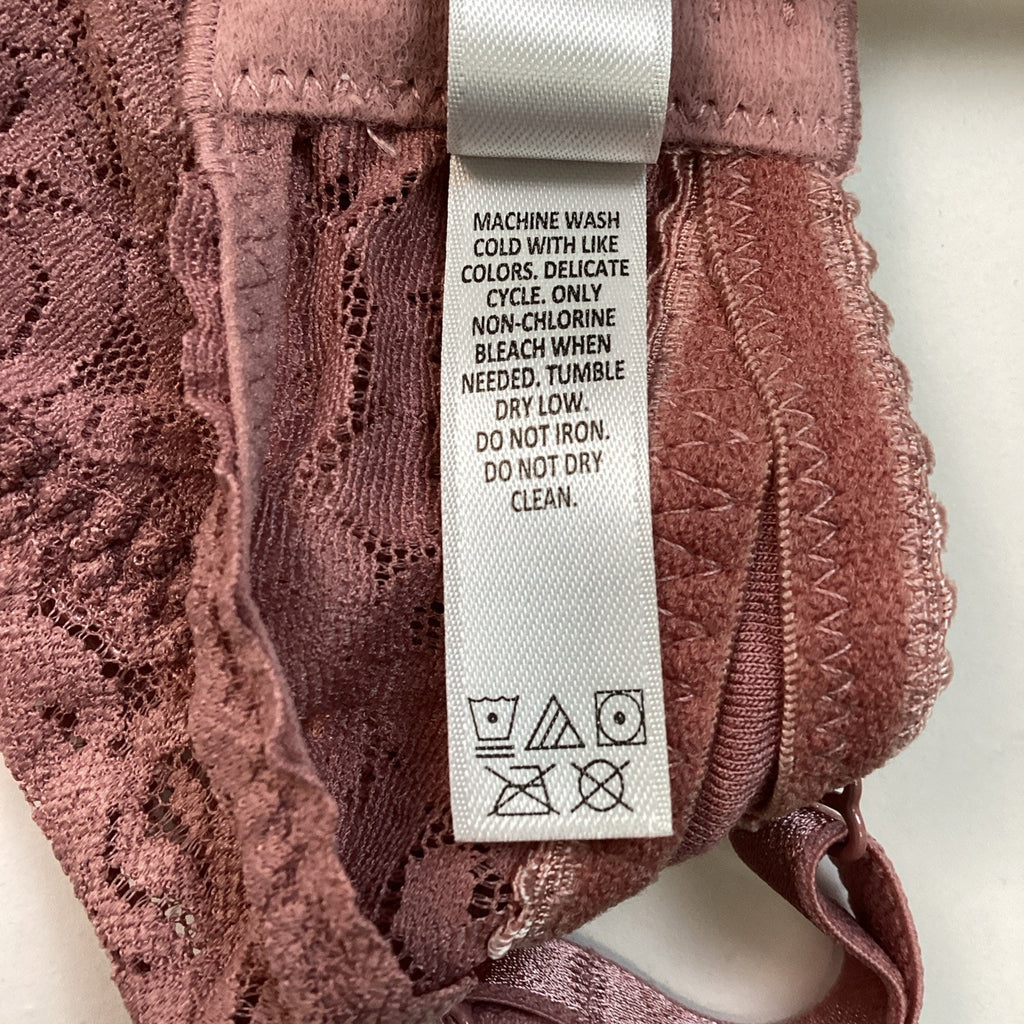 MACHINE WASH
COLD WITH LIKE
COLORS. DELICATE
CYCLE. ONLY
NON-CHLORINE
BLEACH WHEN
NEEDED. TUMBLE
DRY LOW.
DO NOT IRON.
DO NOT DRY
CLEAN.